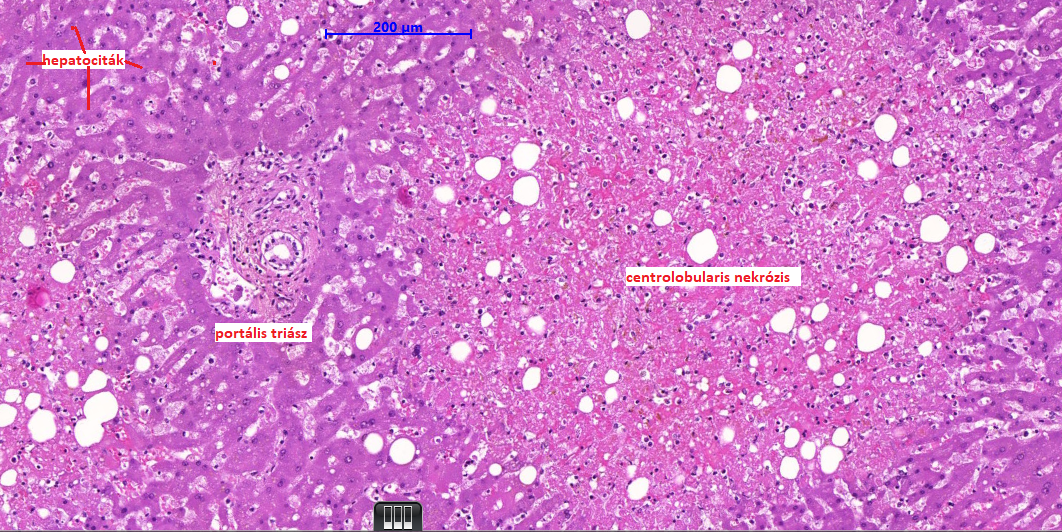 200 µm
hepatociták
centrolobularis nekrózis
portális triász